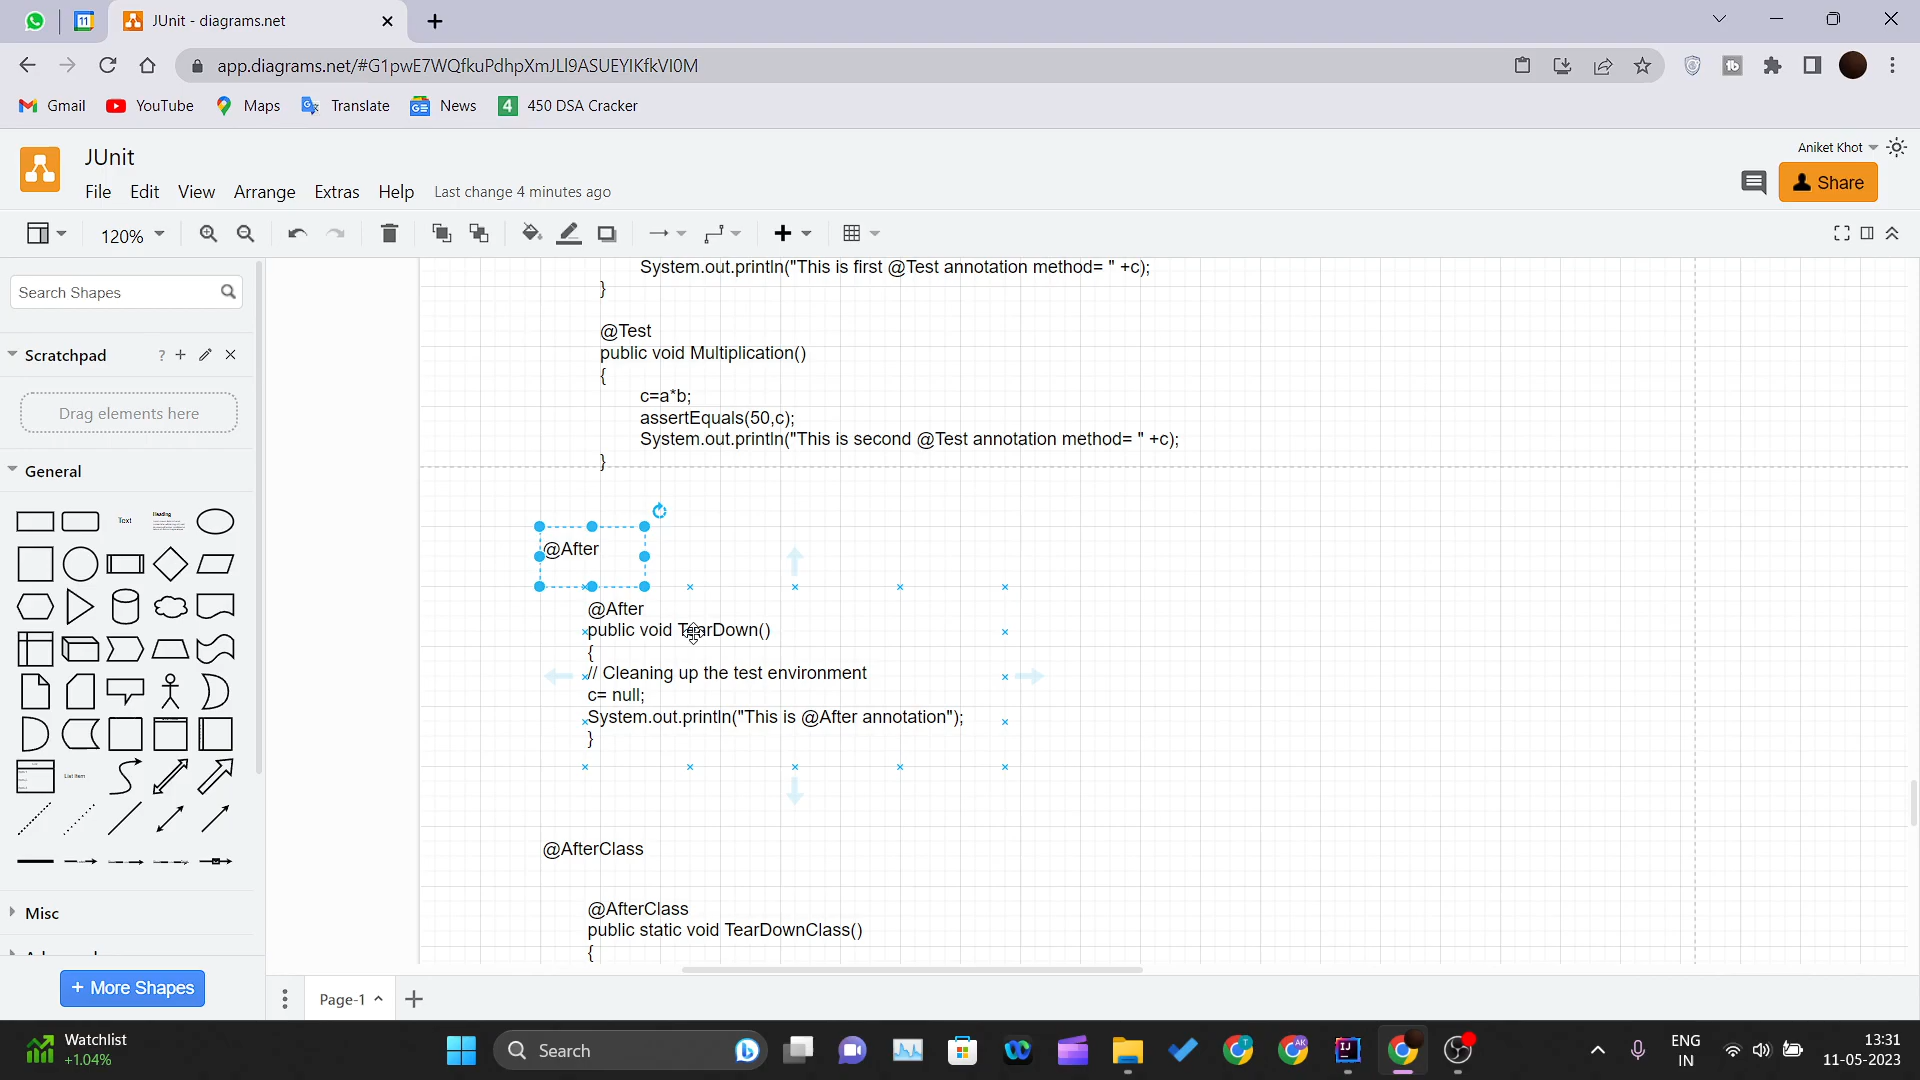 JUnit - diagrams.net
app.diagrams.net/#G1pwE7WQfkuPdhpXmJLl9ASUEYIKfkVI0M
Gmail
YouTube
Maps
Translate
News
4
450 DSA Cracker
JUnit
Aniket Khot
File
Edit
View
Arrange
Extras
Help
Last change 4 minutes ago
Share
120%
Search Shapes
Scratchpad
?
Drag elements here
General
Text
Heading
List Item
Misc
+ More Shapes
System.out.println("This is first @Test annotation method= " +c);
}
@Test
public void Multiplication()
{
c=a*b;
assertEquals(50,c);
System.out.println("This is second @Test annotation method= " +c);
}
@After
@After
public void TearDown()
{
// Cleaning up the test environment
c= null;
System.out.println("This is @After annotation");
}
@AfterClass
@AfterClass
public static void TearDownClass()
{
Page-1
Watchlist
+1.04%
Search
ENG
IN
13:31
11-05-2023